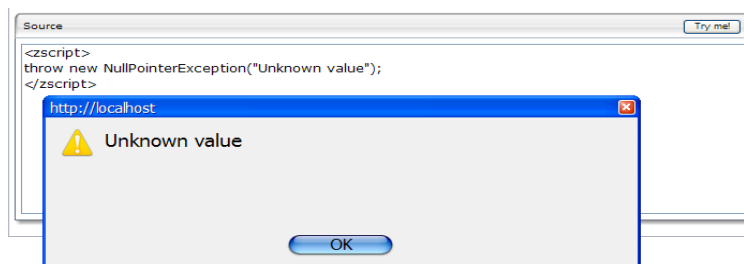 Source
Try me!
<zscript>
throw new NullPointerException("Unknown value");
</zscript>
http://localhost
Unknown value
OK